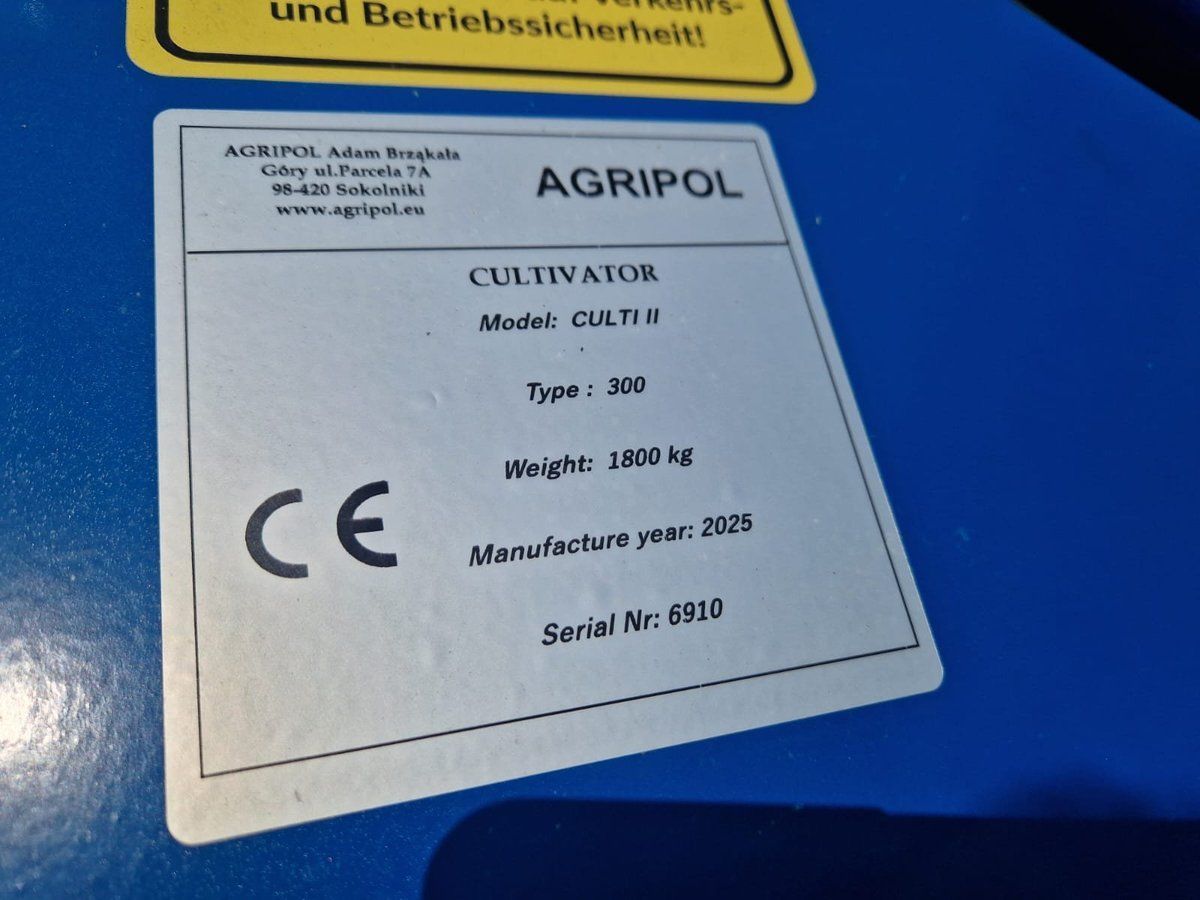 und Betriebssicherheit!
AGRIPOL Adam Brząkała
Góry ul.Parcela 7A
98-420 Sokolniki
www.agripol.eu
AGRIPOL
CULTIVATOR
Model: CULTI II
Type : 300
Weight: 1800 kg
CE
Manufacture year: 2025
Serial Nr: 6910